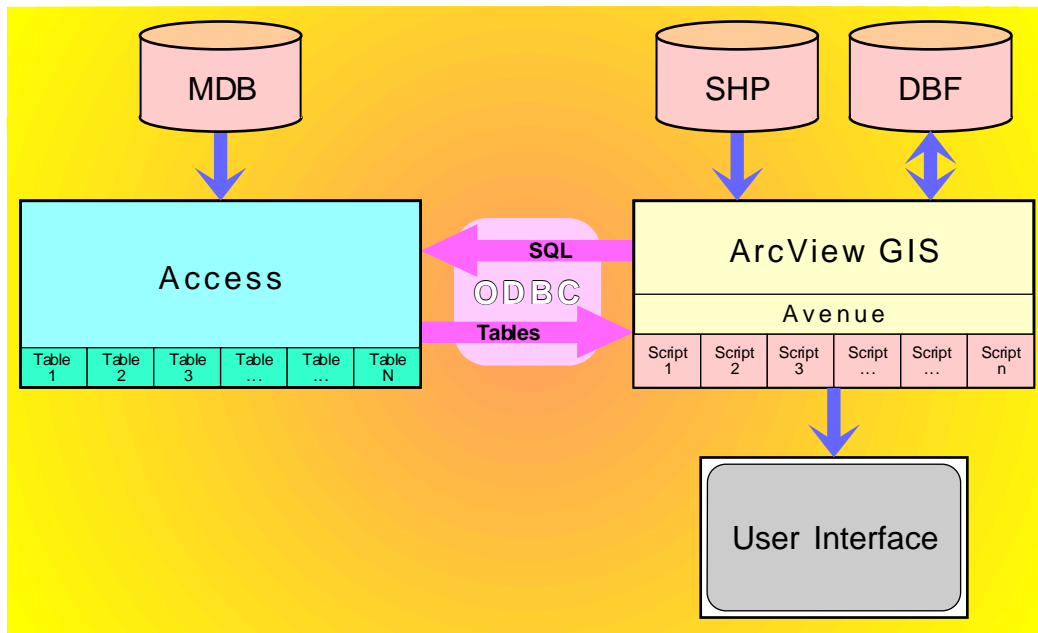 MDB
SHP
DBF
Access
SQL
ODBC
Tables
ArcView GIS
Avenue
Table
1
Table
2
Table
3
Table
...
Table
...
Table
N
Script
1
Script
2
Script
3
Script
...
Script
...
Script
n
User Interface